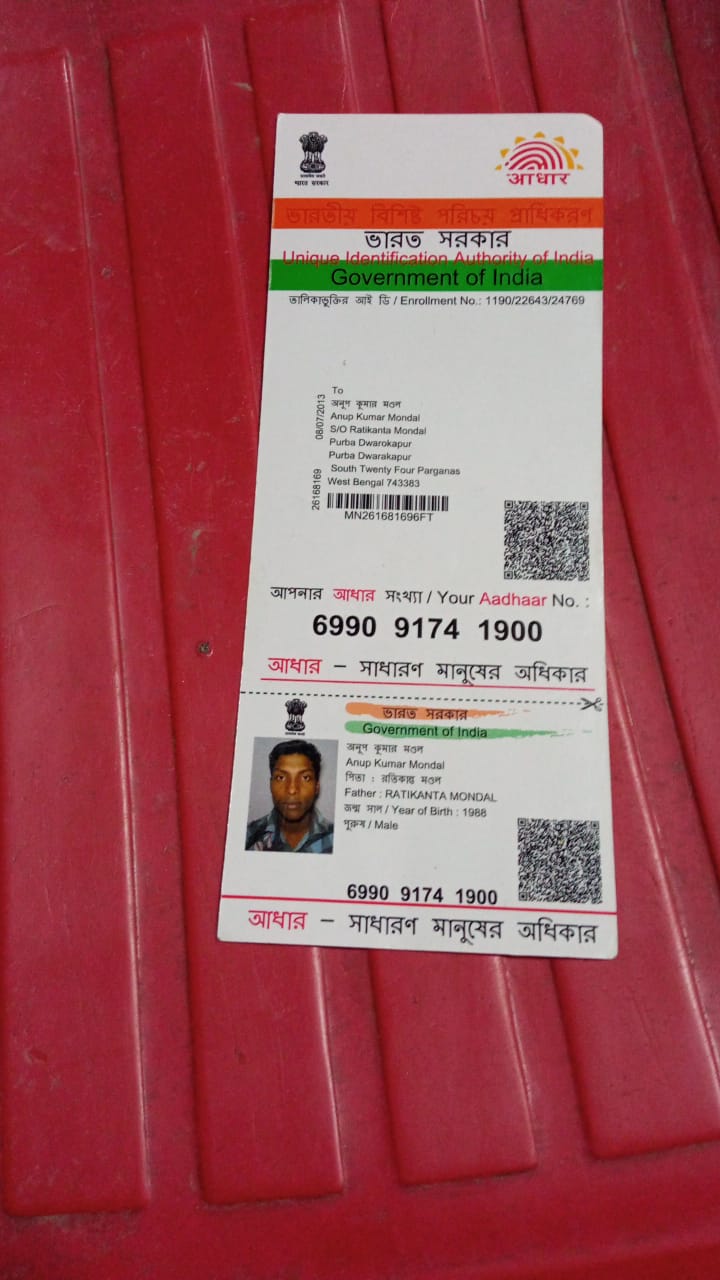 भारत सरकार
आधार
ভারতীয় বিশিষ্ট পরিচয় প্রাধিকরণ
ভারত সরকার
Unique Identification Authority of India
Government of India
তালিকাভুক্তির আই ডি / Enrollment No.: 1190/22643/24769
To
অনূপ কুমার মণ্ডল
Anup Kumar Mondal
S/O Ratikanta Mondal
Purba Dwarokapur
Purba Dwarakapur
South Twenty Four Parganas
West Bengal 743383
08/07/2013
26168169
MN261681696FT
আপনার আধার সংখ্যা / Your Aadhaar No. :
6990 9174 1900
আধার – সাধারণ মানুষের অধিকার
ভারত সরকার
Government of India
অনূপ কুমার মণ্ডল
Anup Kumar Mondal
পিতা : রতিকান্ত মণ্ডল
Father : RATIKANTA MONDAL
জন্ম সাল / Year of Birth : 1988
পুরুষ / Male
6990 9174 1900
আধার – সাধারণ মানুষের অধিকার